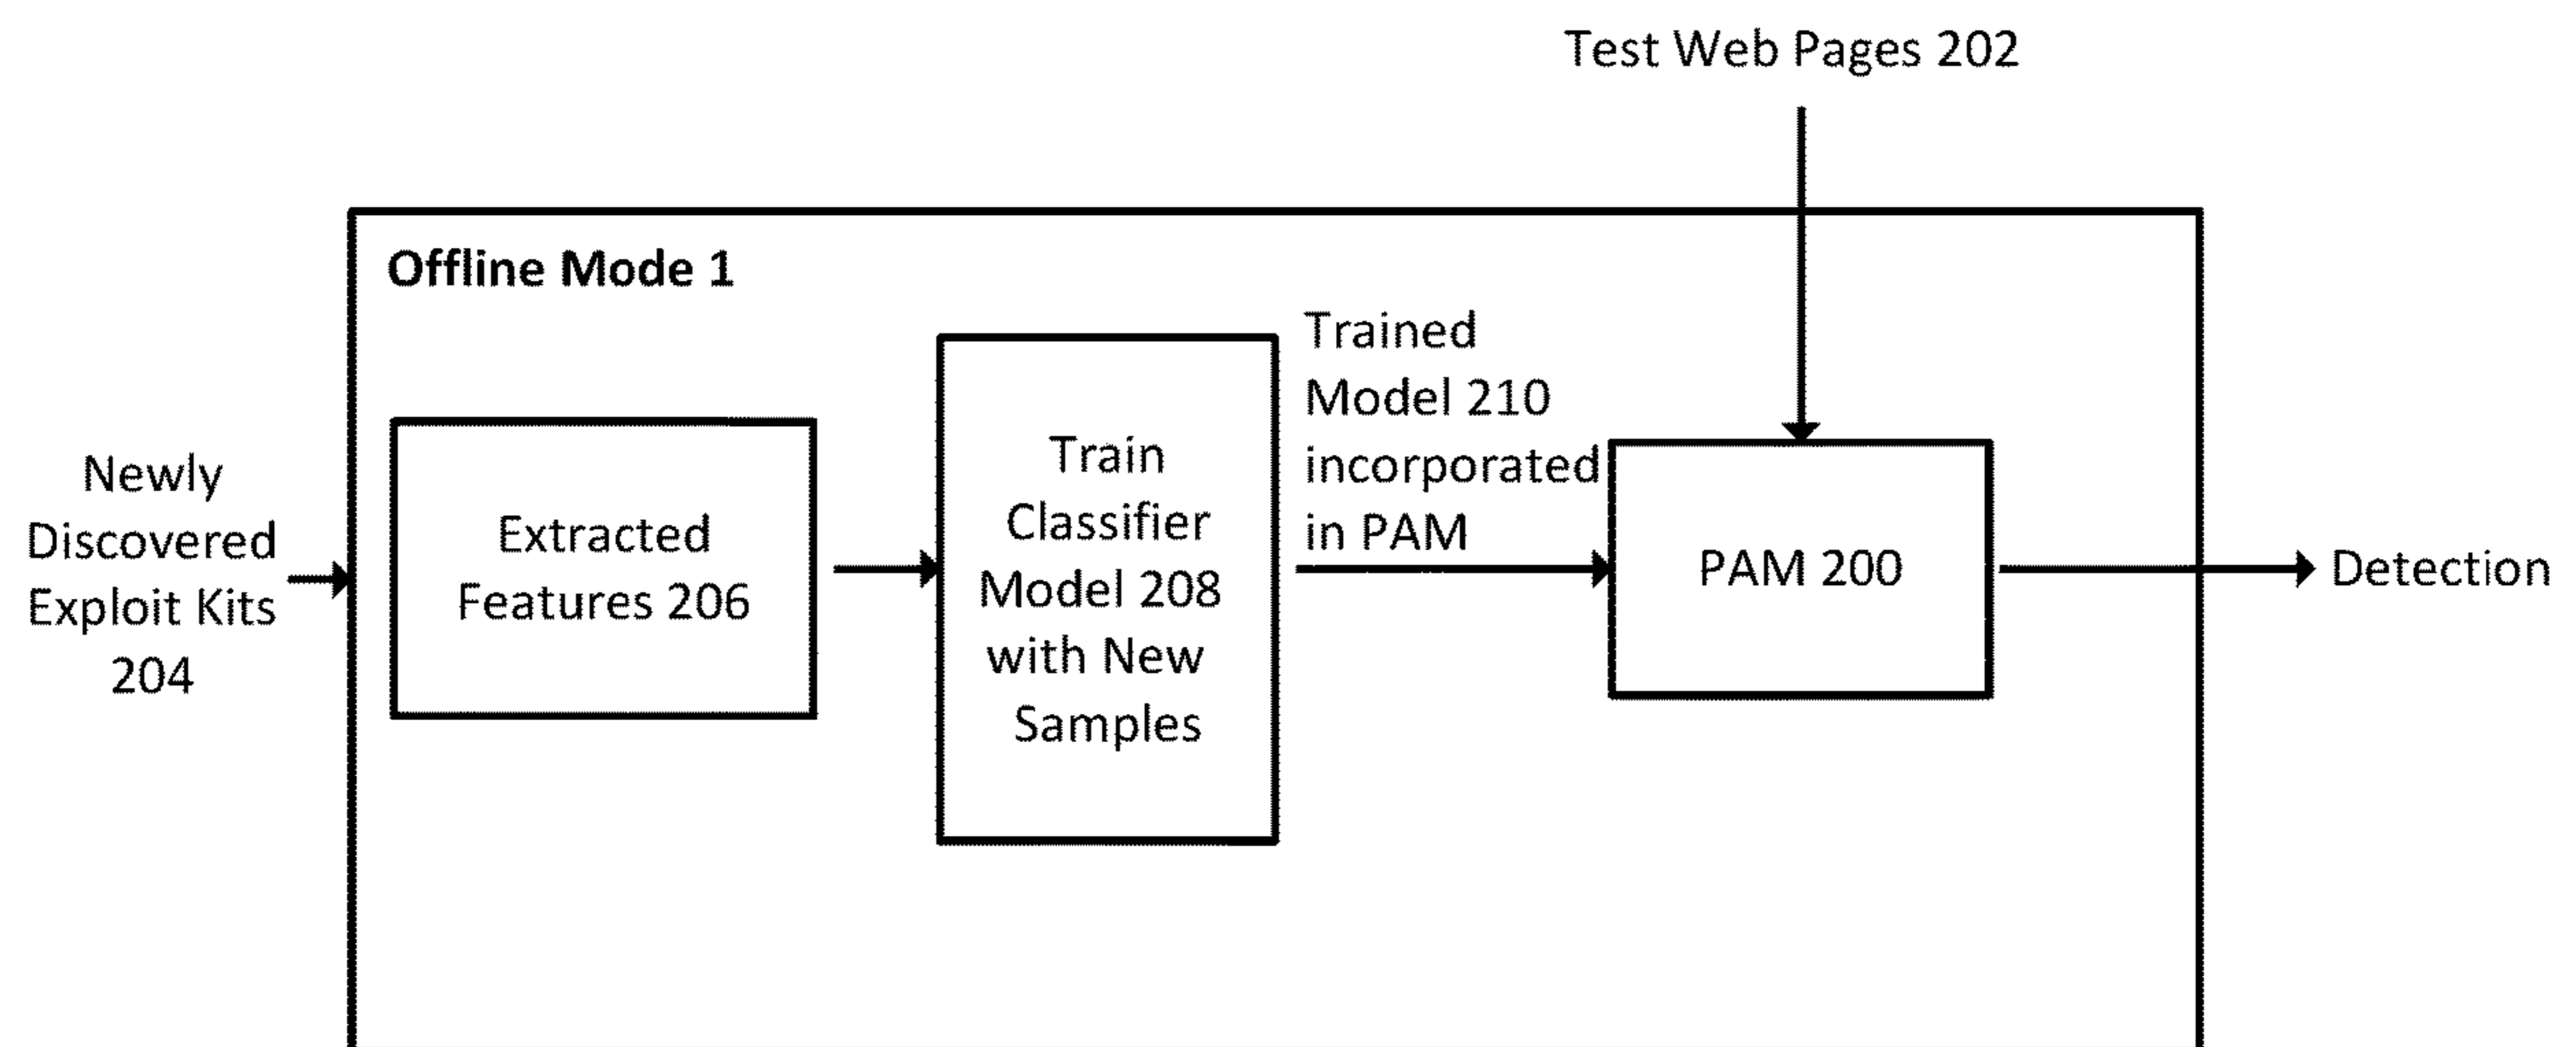 Test Web Pages 202
Offline Mode 1
Newly
Discovered
Exploit Kits
204
Extracted
Features 206
Train
Classifier
Model 208
with New
Samples
Trained
Model 210
incorporated
in PAM
PAM 200
Detection